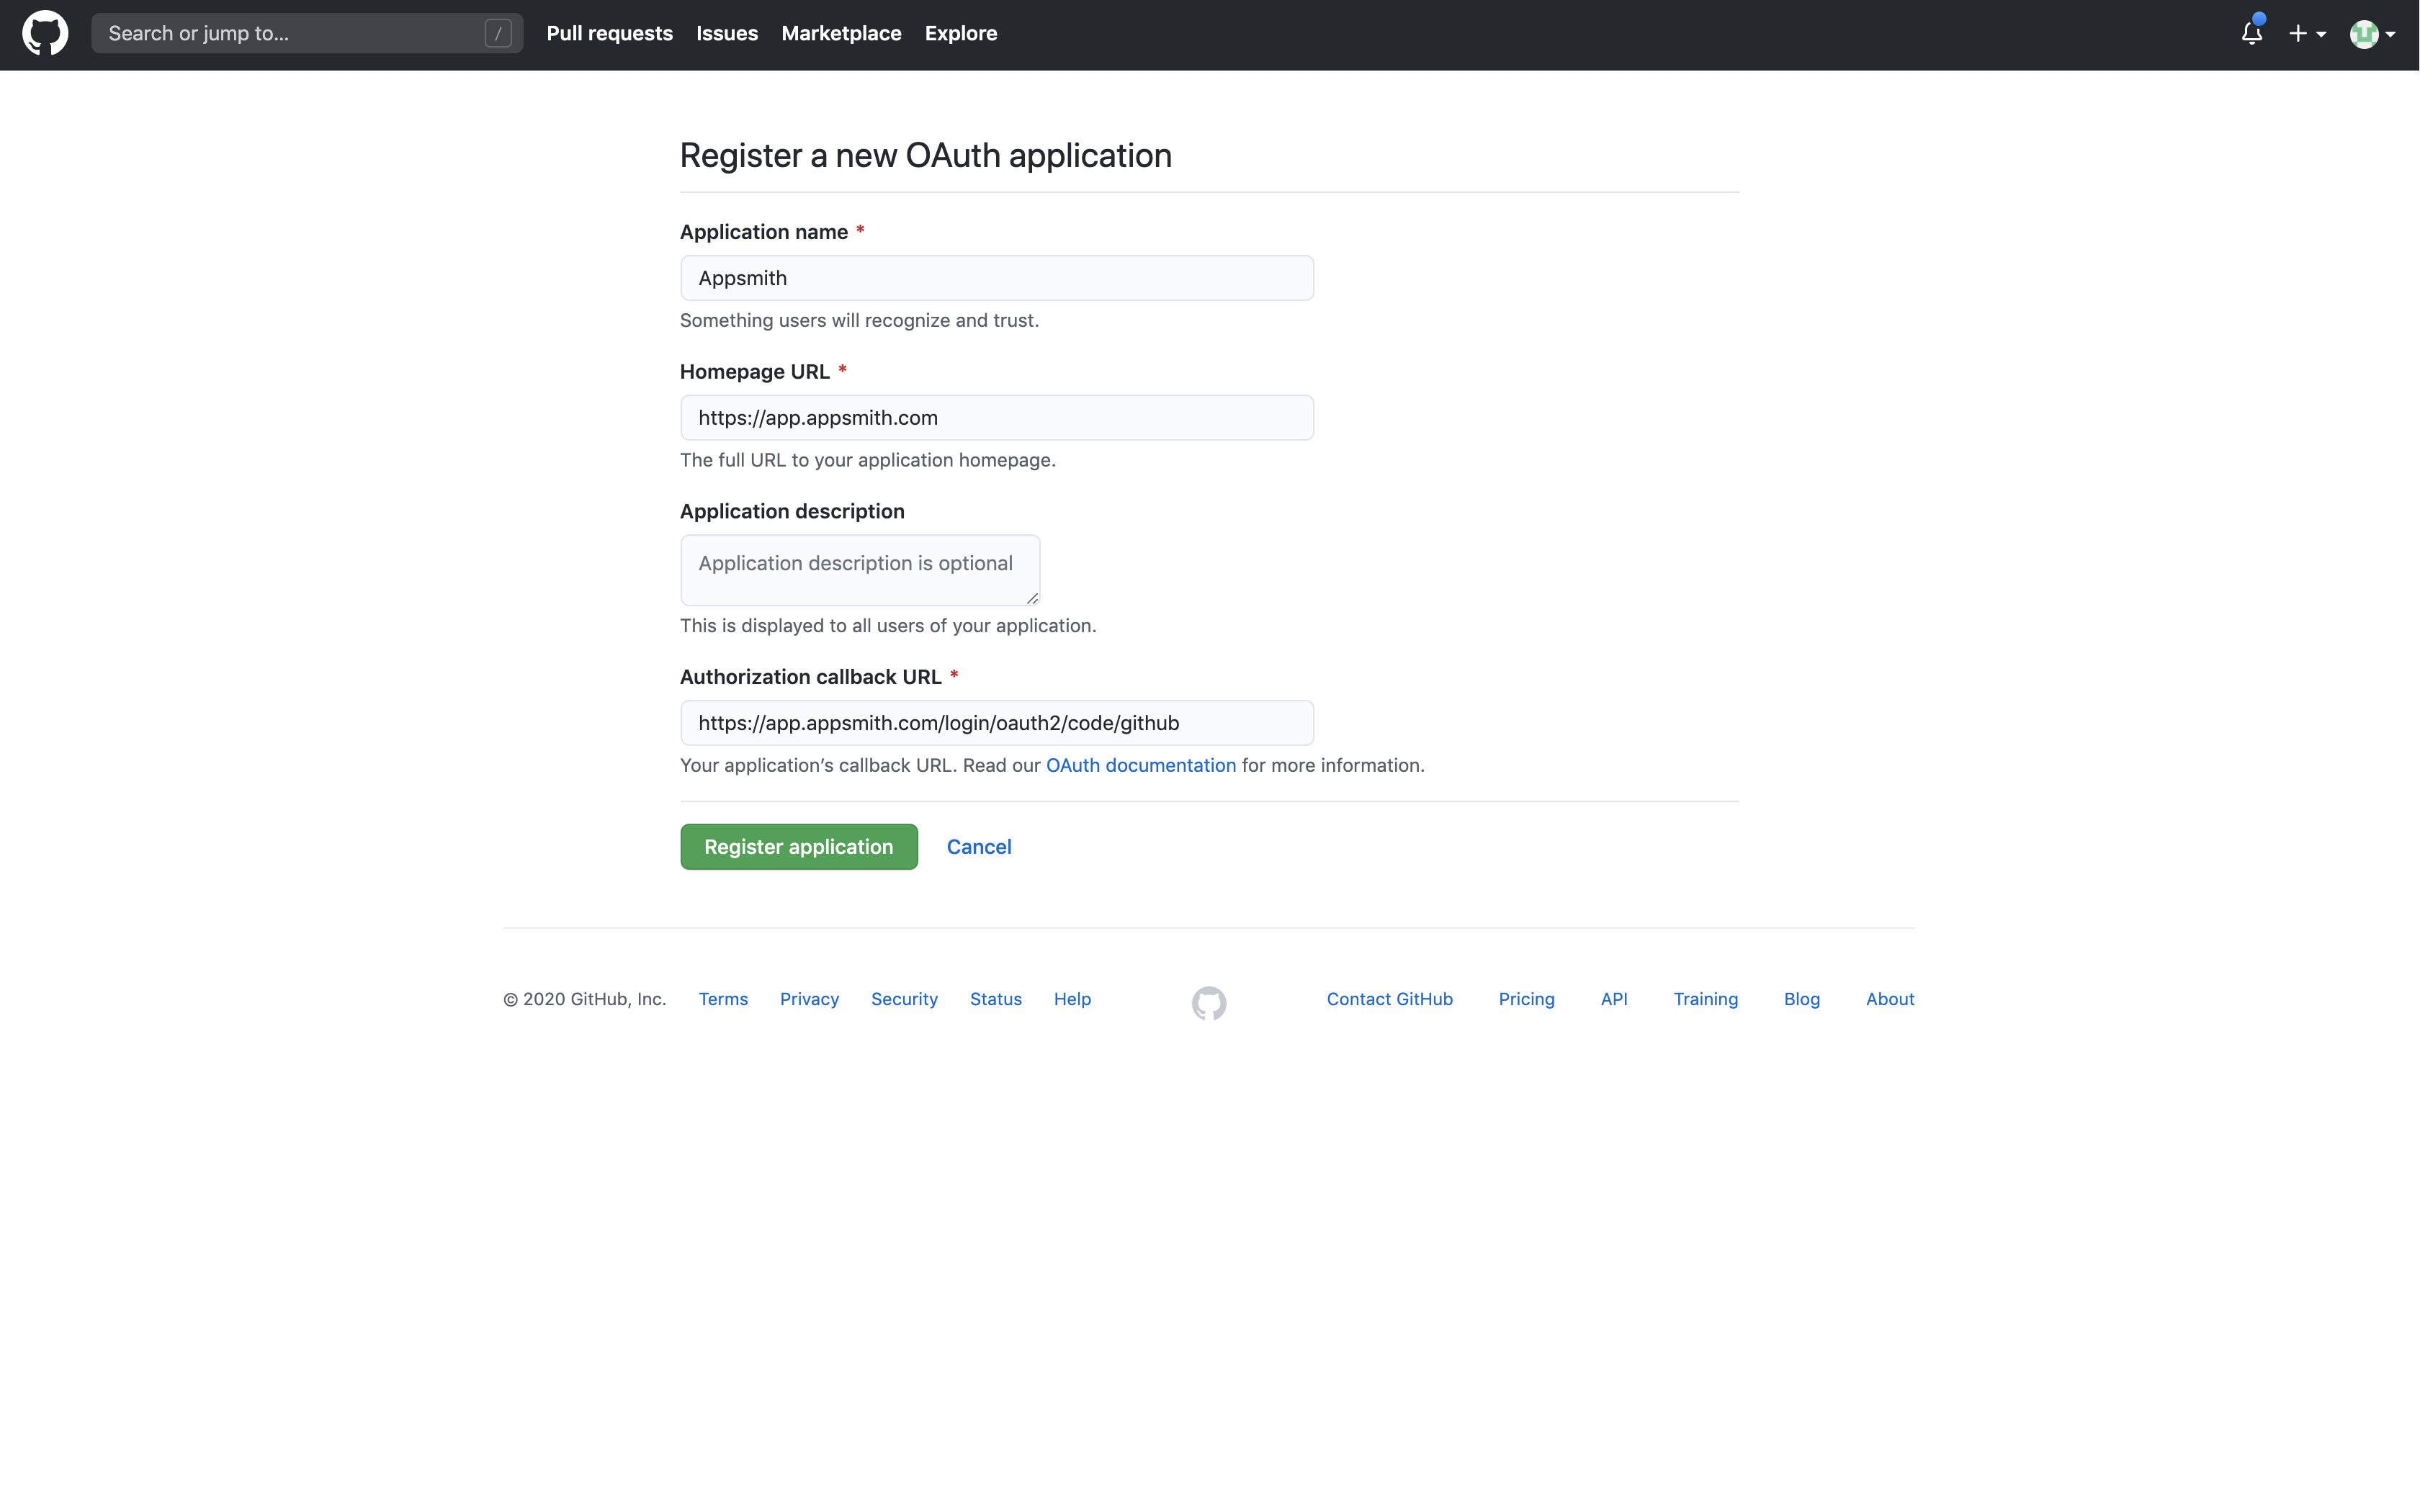 Search or jump to... /
Pull requests Issues Marketplace Explore
Register a new OAuth application
Application name *
Appsmith
Something users will recognize and trust.
Homepage URL *
https://app.appsmith.com
The full URL to your application homepage.
Application description
Application description is optional
This is displayed to all users of your application.
Authorization callback URL *
https://app.appsmith.com/login/oauth2/code/github
Your application’s callback URL. Read our OAuth documentation for more information.
Register application Cancel
© 2020 GitHub, Inc. Terms Privacy Security Status Help Contact GitHub Pricing API Training Blog About